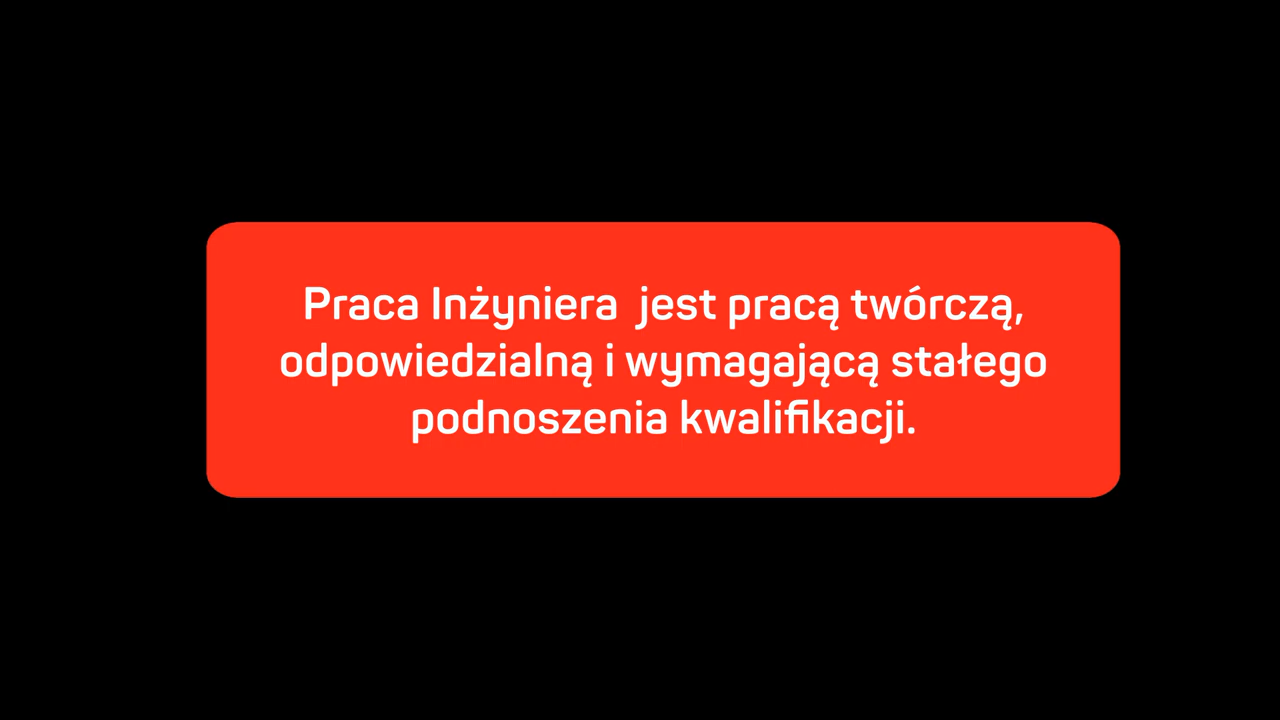 Praca Inżyniera  jest pracą twórczą,
odpowiedzialną i wymagającą stałego
podnoszenia kwalifikacji.